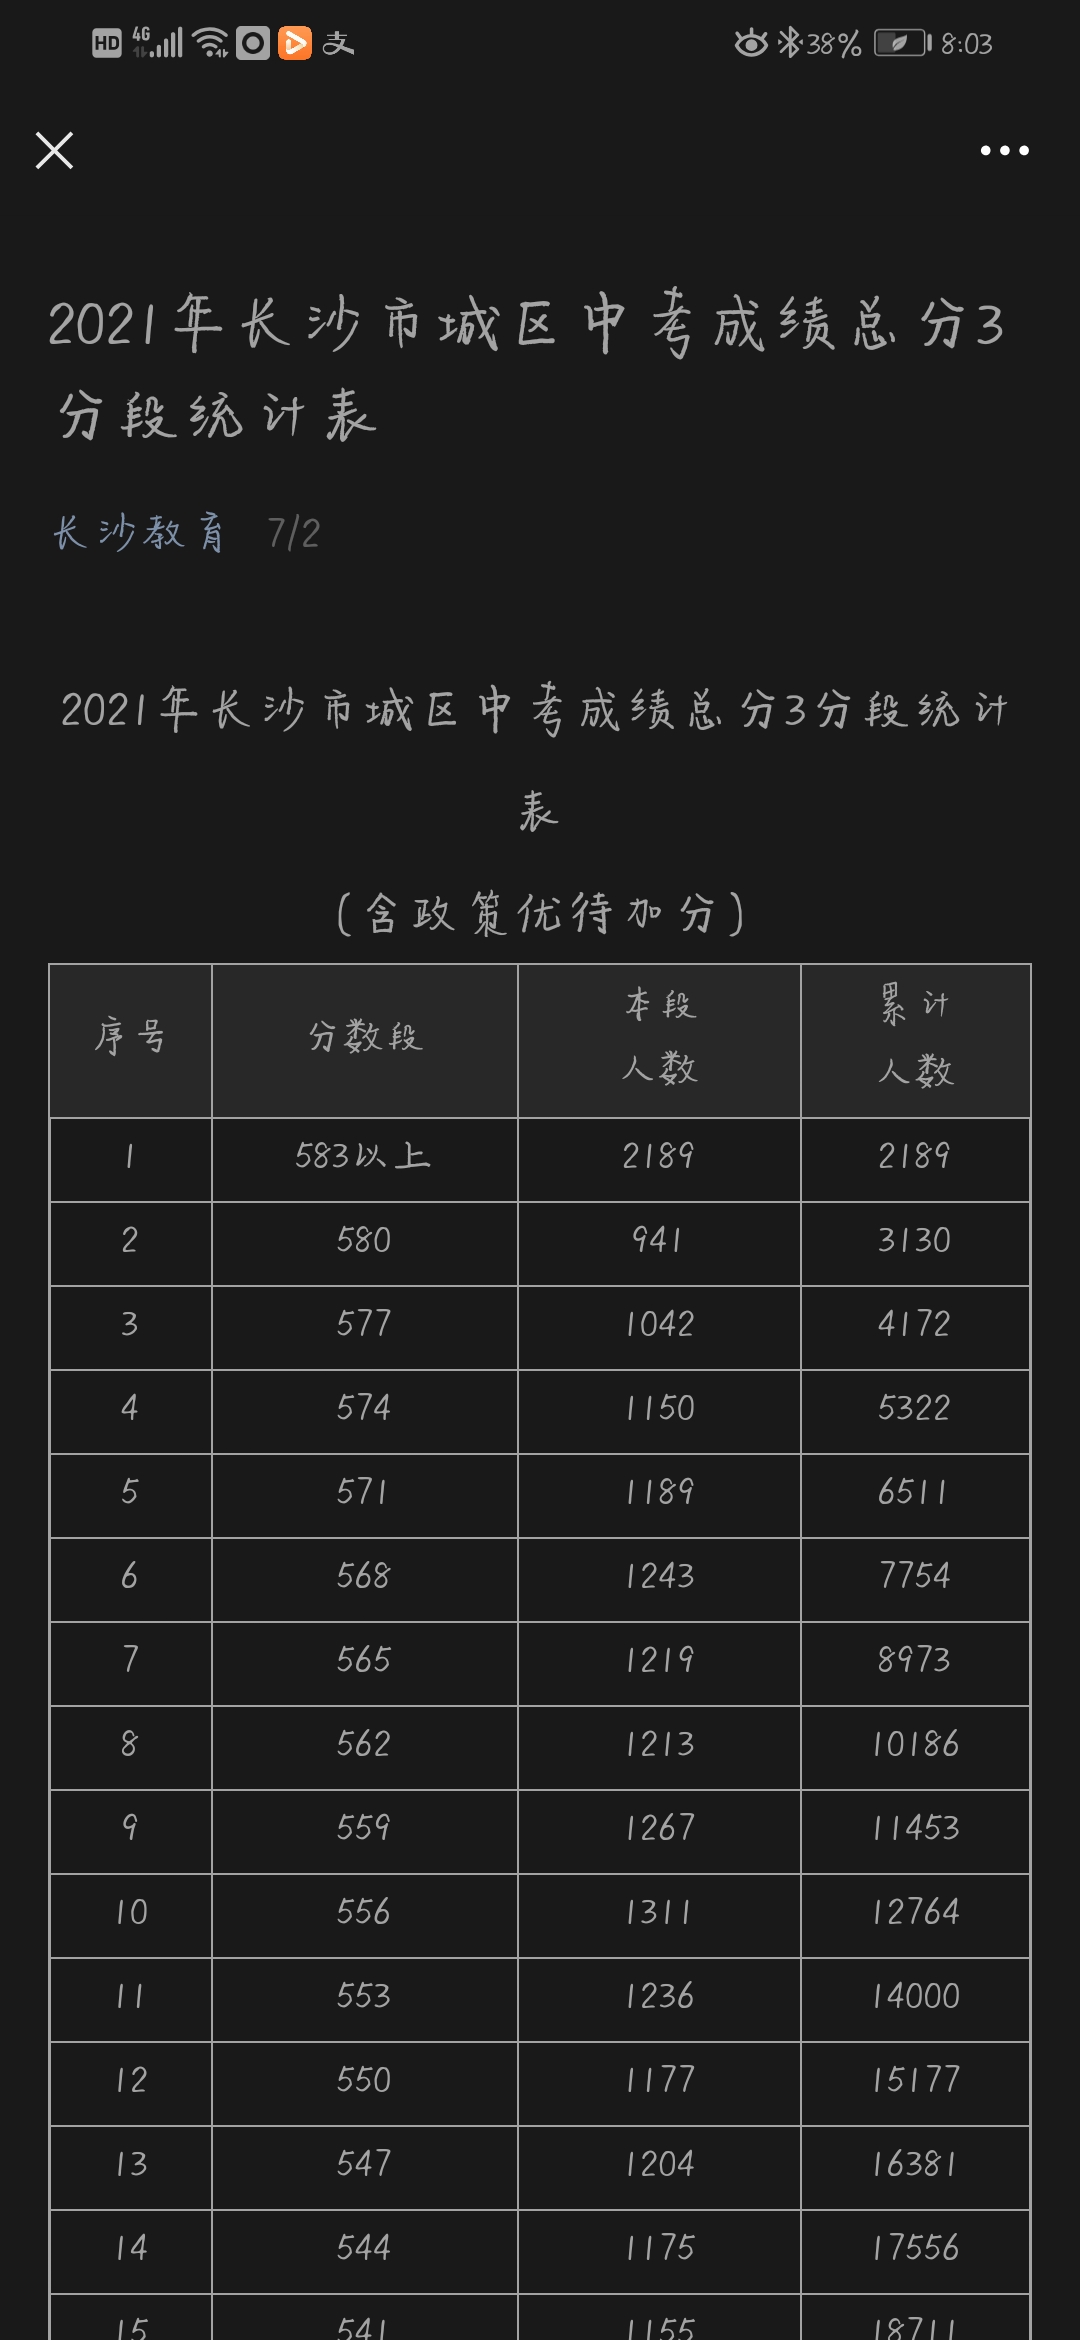 HD 4G 支 38% 8:03
2021年长沙市城区中考成绩总分3
分段统计表
长沙教育 7/2
2021年长沙市城区中考成绩总分3分段统计
表
(含政策优待加分)
序号 分数段 本段人数 累计人数
1 583以上 2189 2189
2 580 941 3130
3 577 1042 4172
4 574 1150 5322
5 571 1189 6511
6 568 1243 7754
7 565 1219 8973
8 562 1213 10186
9 559 1267 11453
10 556 1311 12764
11 553 1236 14000
12 550 1177 15177
13 547 1204 16381
14 544 1175 17556
15 541 1155 18711